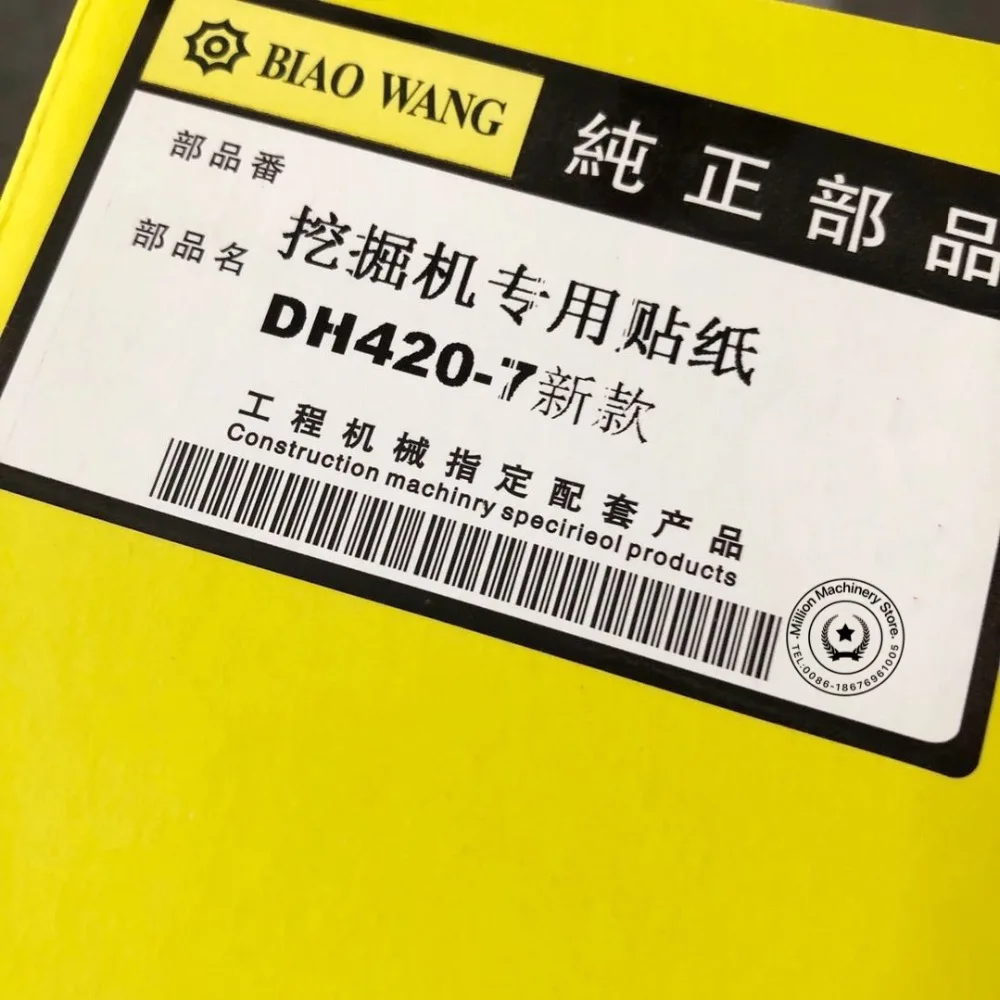 BIAO WANG
純正部品
部品番
部品名
挖掘机专用贴纸
DH420-7新款
工程机械指定配套产品
Construction machinry specirieol products
Million Machinery Store
TEL:0086-18676961005